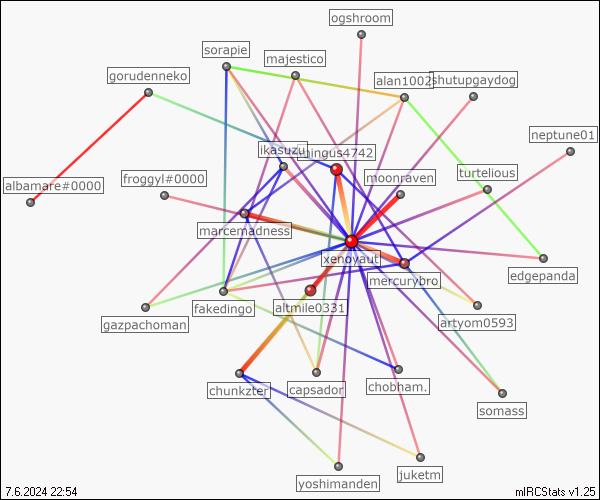 ogshroom
sorapie
majestico
gorudenneko
alan1002
shutupgaydog
neptune01
ikasuzu
mingus4742
albamare#0000
froggyl#0000
moonraven
turtelious
marcemadness
xenoyaut
edgepanda
mercurybro
fakedingo
altmile0331
gazpachoman
artyom0593
chunkzter
capsador
chobham.
somass
juketm
yoshimanden
7.6.2024 22:54
mIRCStats v1.25